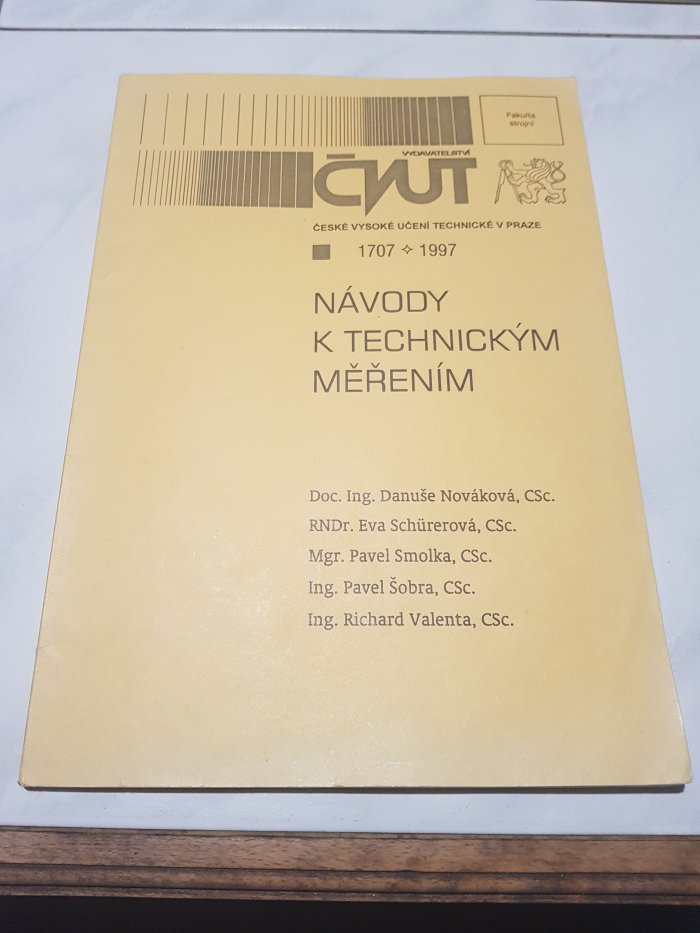 Fakulta
strojní
VYDAVATELSTVÍ
ČVUT
ČESKÉ VYSOKÉ UČENÍ TECHNICKÉ V PRAZE
1707 ✧ 1997
NÁVODY
K TECHNICKÝM
MĚŘENÍM
Doc. Ing. Danuše Nováková, CSc.
RNDr. Eva Schürerová, CSc.
Mgr. Pavel Smolka, CSc.
Ing. Pavel Šobra, CSc.
Ing. Richard Valenta, CSc.